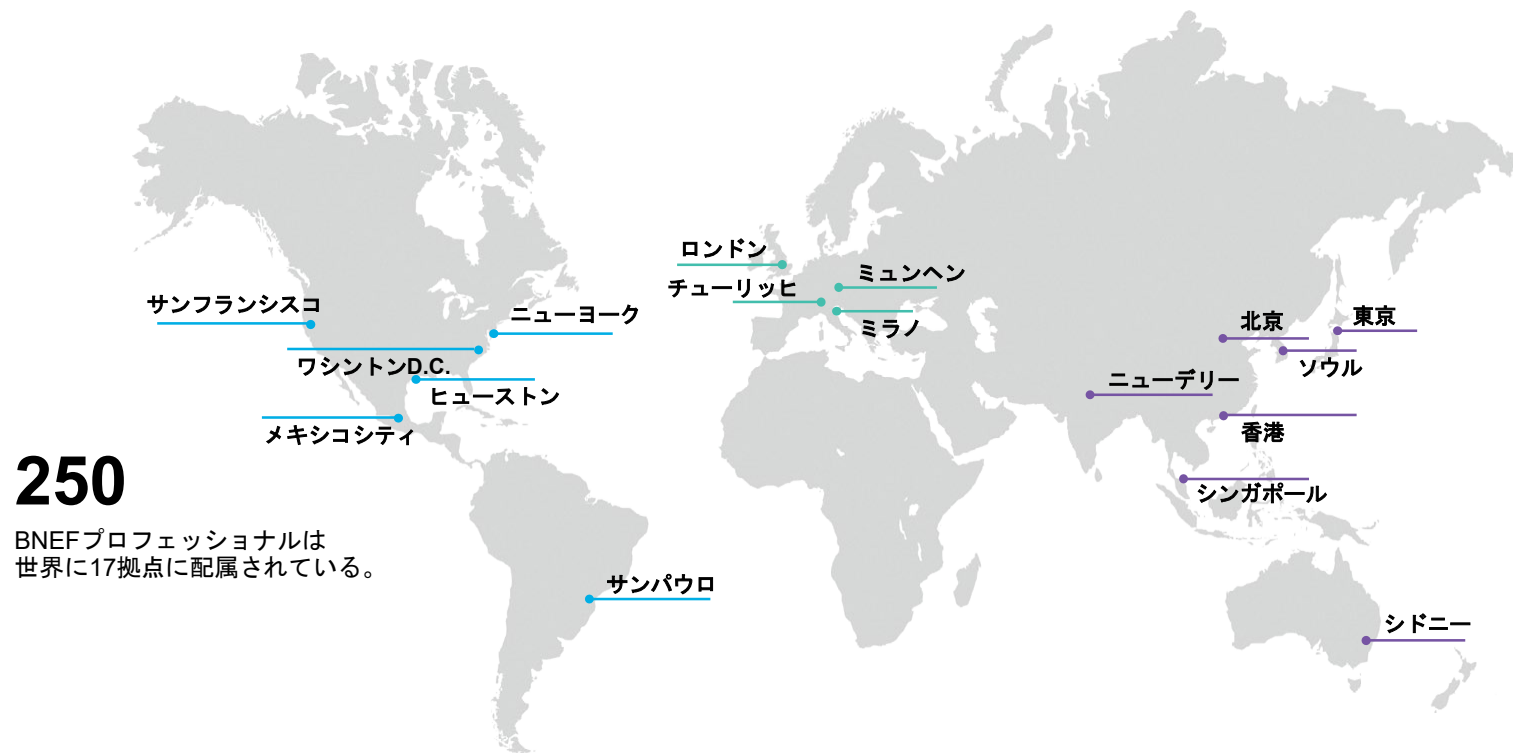 ロンドン
ミュンヘン
チューリッヒ
サンフランシスコ
ニューヨーク
ミラノ
北京
東京
ワシントンD.C.
ソウル
ニューデリー
ヒューストン
メキシコシティ
香港
250
シンガポール
BNEFプロフェッショナルは
世界に17拠点に配属されている。
サンパウロ
シドニー